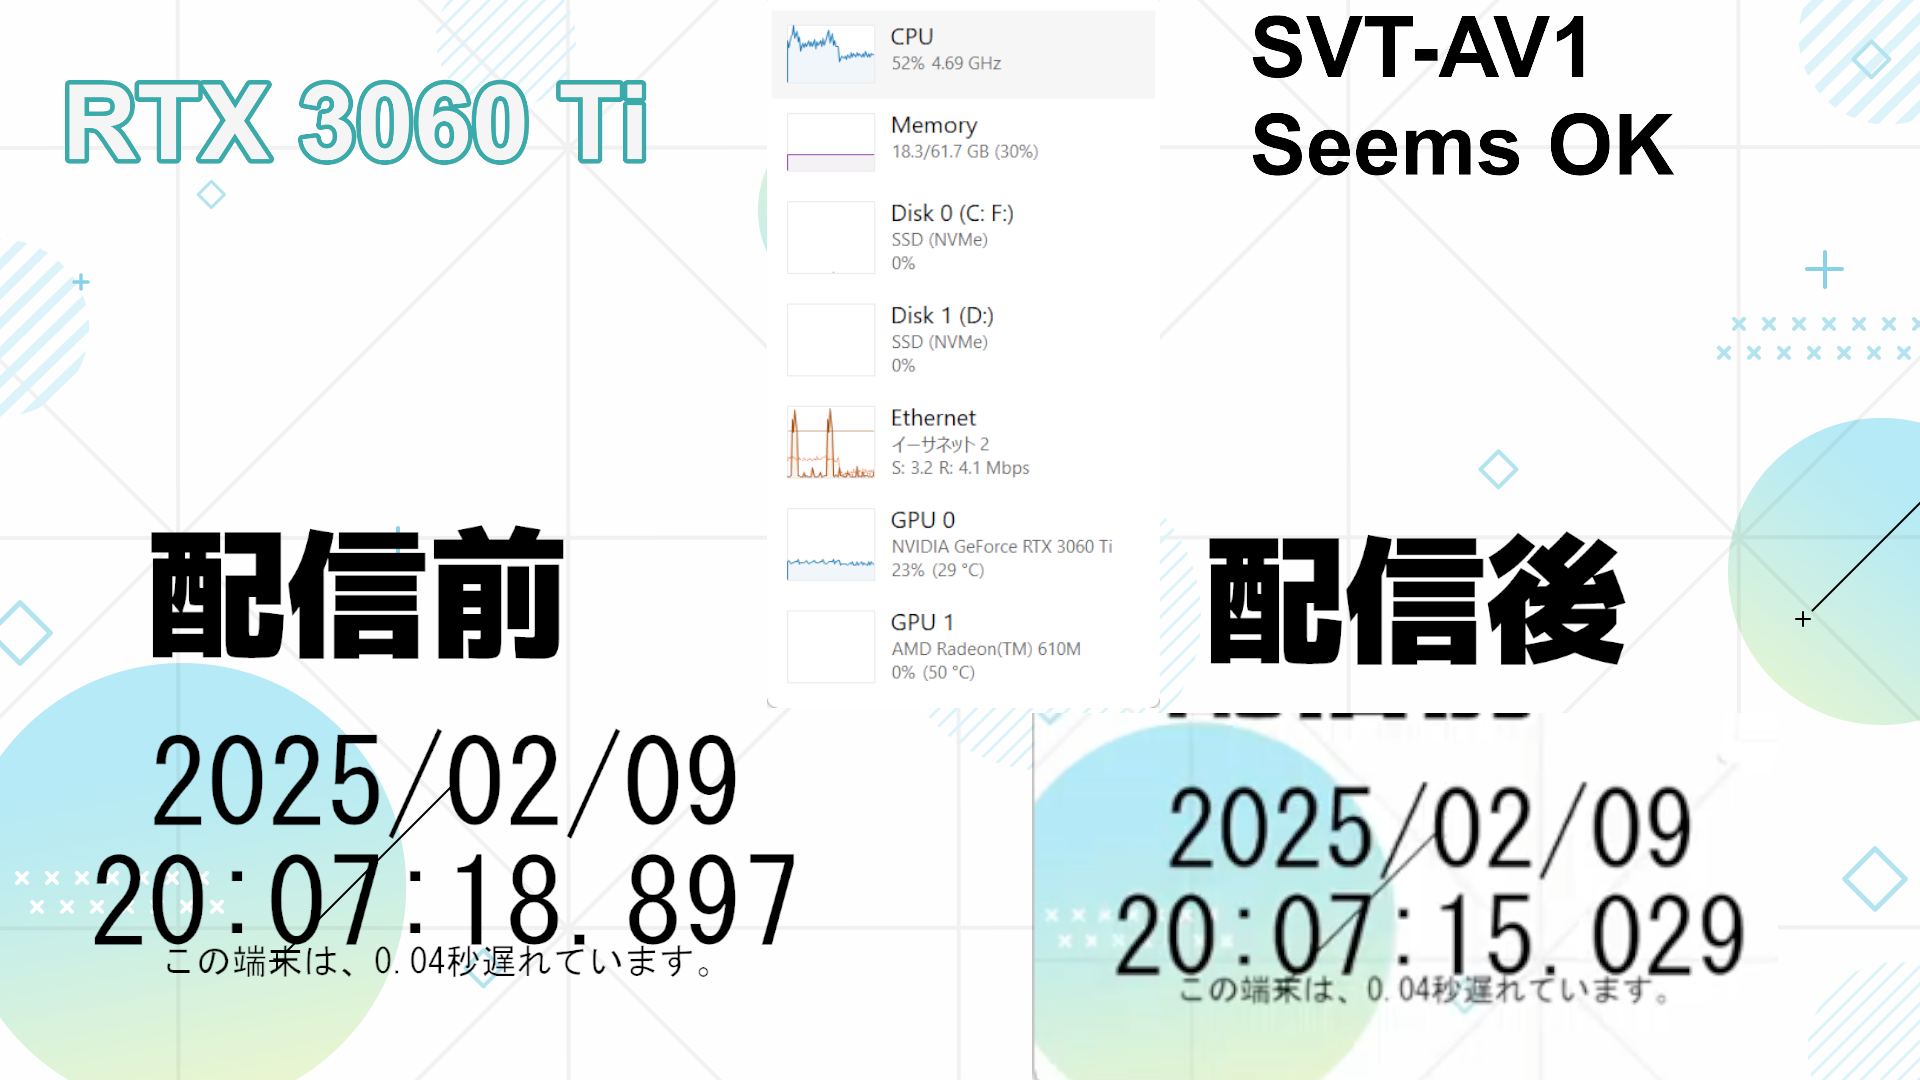 RTX 3060 Ti
CPU
52% 4.69 GHz
Memory
18.3/61.7 GB (30%)
Disk 0 (C: F:)
SSD (NVMe)
0%
Disk 1 (D:)
SSD (NVMe)
0%
Ethernet
イーサネット 2
S: 3.2 R: 4.1 Mbps
GPU 0
NVIDIA GeForce RTX 3060 Ti
23% (29 °C)
GPU 1
AMD Radeon(TM) 610M
0% (50 °C)
SVT-AV1
Seems OK
配信前
2025/02/09
20:07:18.897
この端末は、0.04秒遅れています。
配信後
2025/02/09
20:07:15.029
この端末は、0.04秒遅れています。